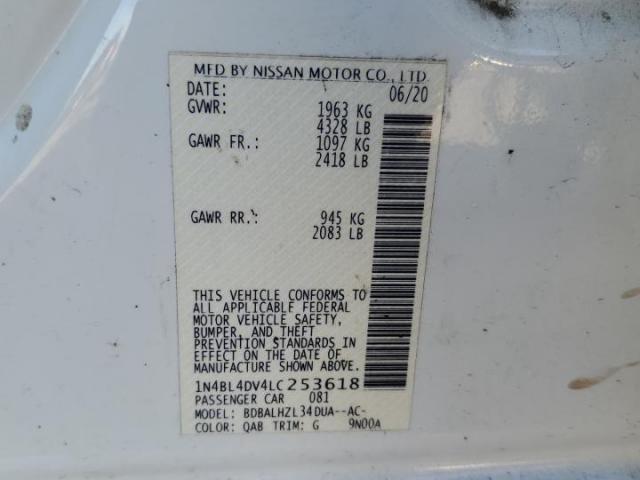 MFD BY NISSAN MOTOR CO., LTD.
DATE: 06/20
GVWR: 1963 KG
4328 LB
GAWR FR.: 1097 KG
2418 LB
GAWR RR.: 945 KG
2083 LB
THIS VEHICLE CONFORMS TO
ALL APPLICABLE FEDERAL
MOTOR VEHICLE SAFETY,
BUMPER, AND THEFT
PREVENTION STANDARDS IN
EFFECT ON THE DATE OF
MANUFACTURE SHOWN ABOVE.
1N4BL4DV4LC253618
PASSENGER CAR 081
MODEL: BDBALHZL34DUA--AC-
COLOR: QAB TRIM: G 9N00A